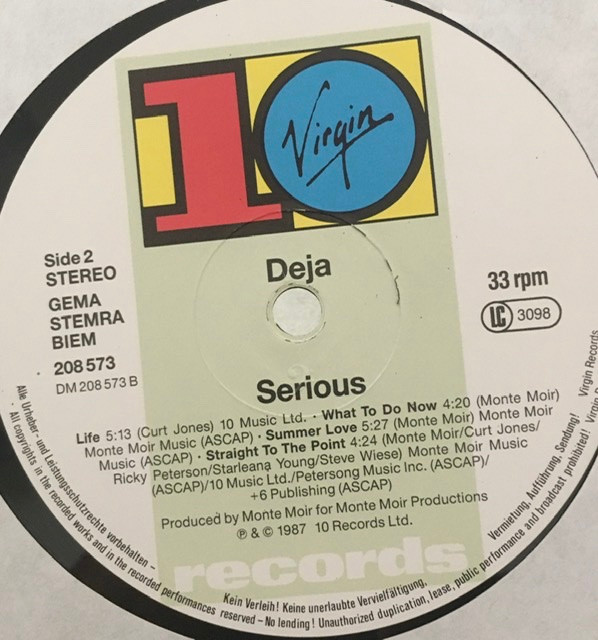 10
Virgin
Side 2
STEREO
GEMA
STEMRA
BIEM
208 573
DM 208 573 B
Deja
33 rpm
LC 3098
Serious
Life 5:13 (Curt Jones) 10 Music Ltd. · What To Do Now 4:20 (Monte Moir)
Monte Moir Music (ASCAP) · Summer Love 5:27 (Monte Moir) Monte Moir
Music (ASCAP) · Straight To The Point 4:24 (Monte Moir/Curt Jones/
Ricky Peterson/Starleana Young/Steve Wiese) Monte Moir Music
(ASCAP)/10 Music Ltd./Petersong Music Inc. (ASCAP)/
+6 Publishing (ASCAP)
Produced by Monte Moir for Monte Moir Productions
℗ & © 1987 10 Records Ltd.
records
Alle Urheber- und Leistungsschutzrechte vorbehalten – Kein Verleih! Keine unerlaubte Vervielfältigung, Vermietung, Aufführung, Sendung! Virgin Records
All copyrights in the recorded works and in the recorded performances reserved – No lending! Unauthorized duplication, lease, public performance and broadcast prohibited! Virgin